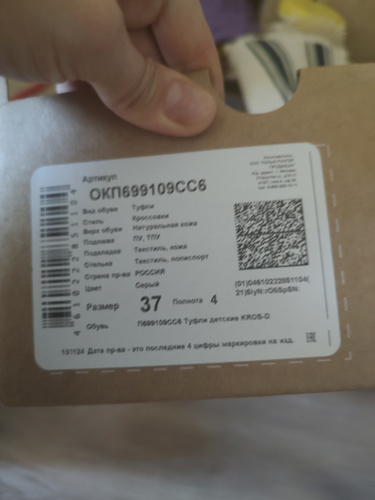 Артикул
ОКП699109СС6
Вид обуви Туфли
Стиль Кроссовки
Верх обуви Натуральная кожа
Подошва ПУ, ТПУ
Подкладка Текстиль, кожа
Стелька Текстиль, полиспорт
Страна пр-ва РОССИЯ
Цвет Серый
Размер 37 Полнота 4
Обувь П699109СС6 Туфли детские KROS-D
151124 Дата пр-ва - это последние 4 цифры маркировки на изд.